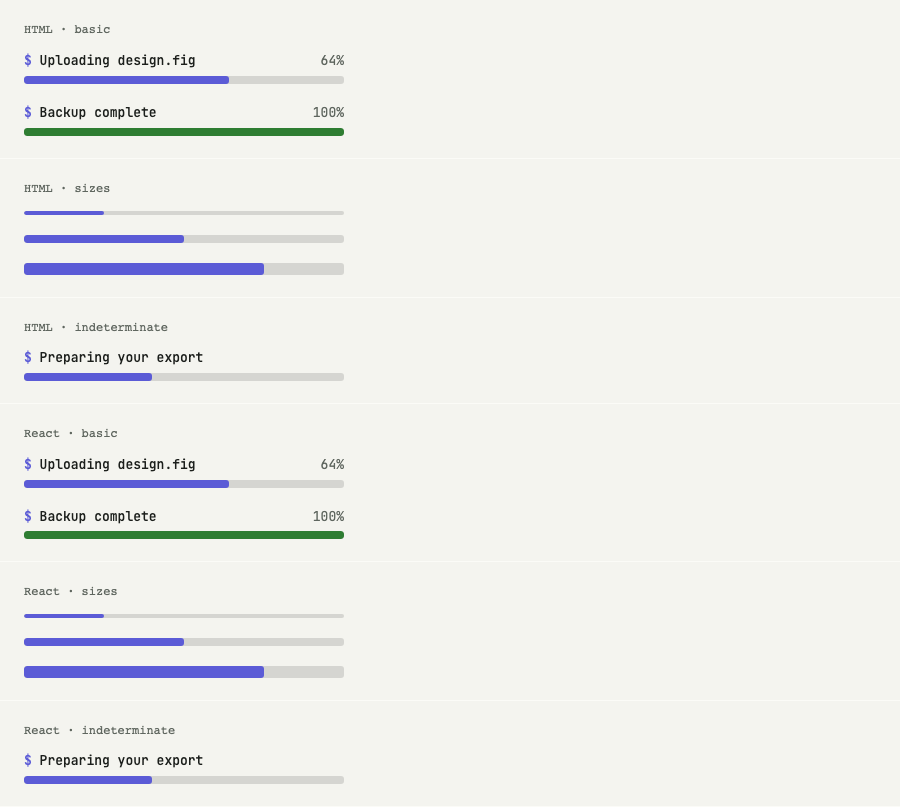 HTML · basic
$ Uploading design.fig 64%
$ Backup complete 100%
HTML · sizes
HTML · indeterminate
$ Preparing your export
React · basic
$ Uploading design.fig 64%
$ Backup complete 100%
React · sizes
React · indeterminate
$ Preparing your export